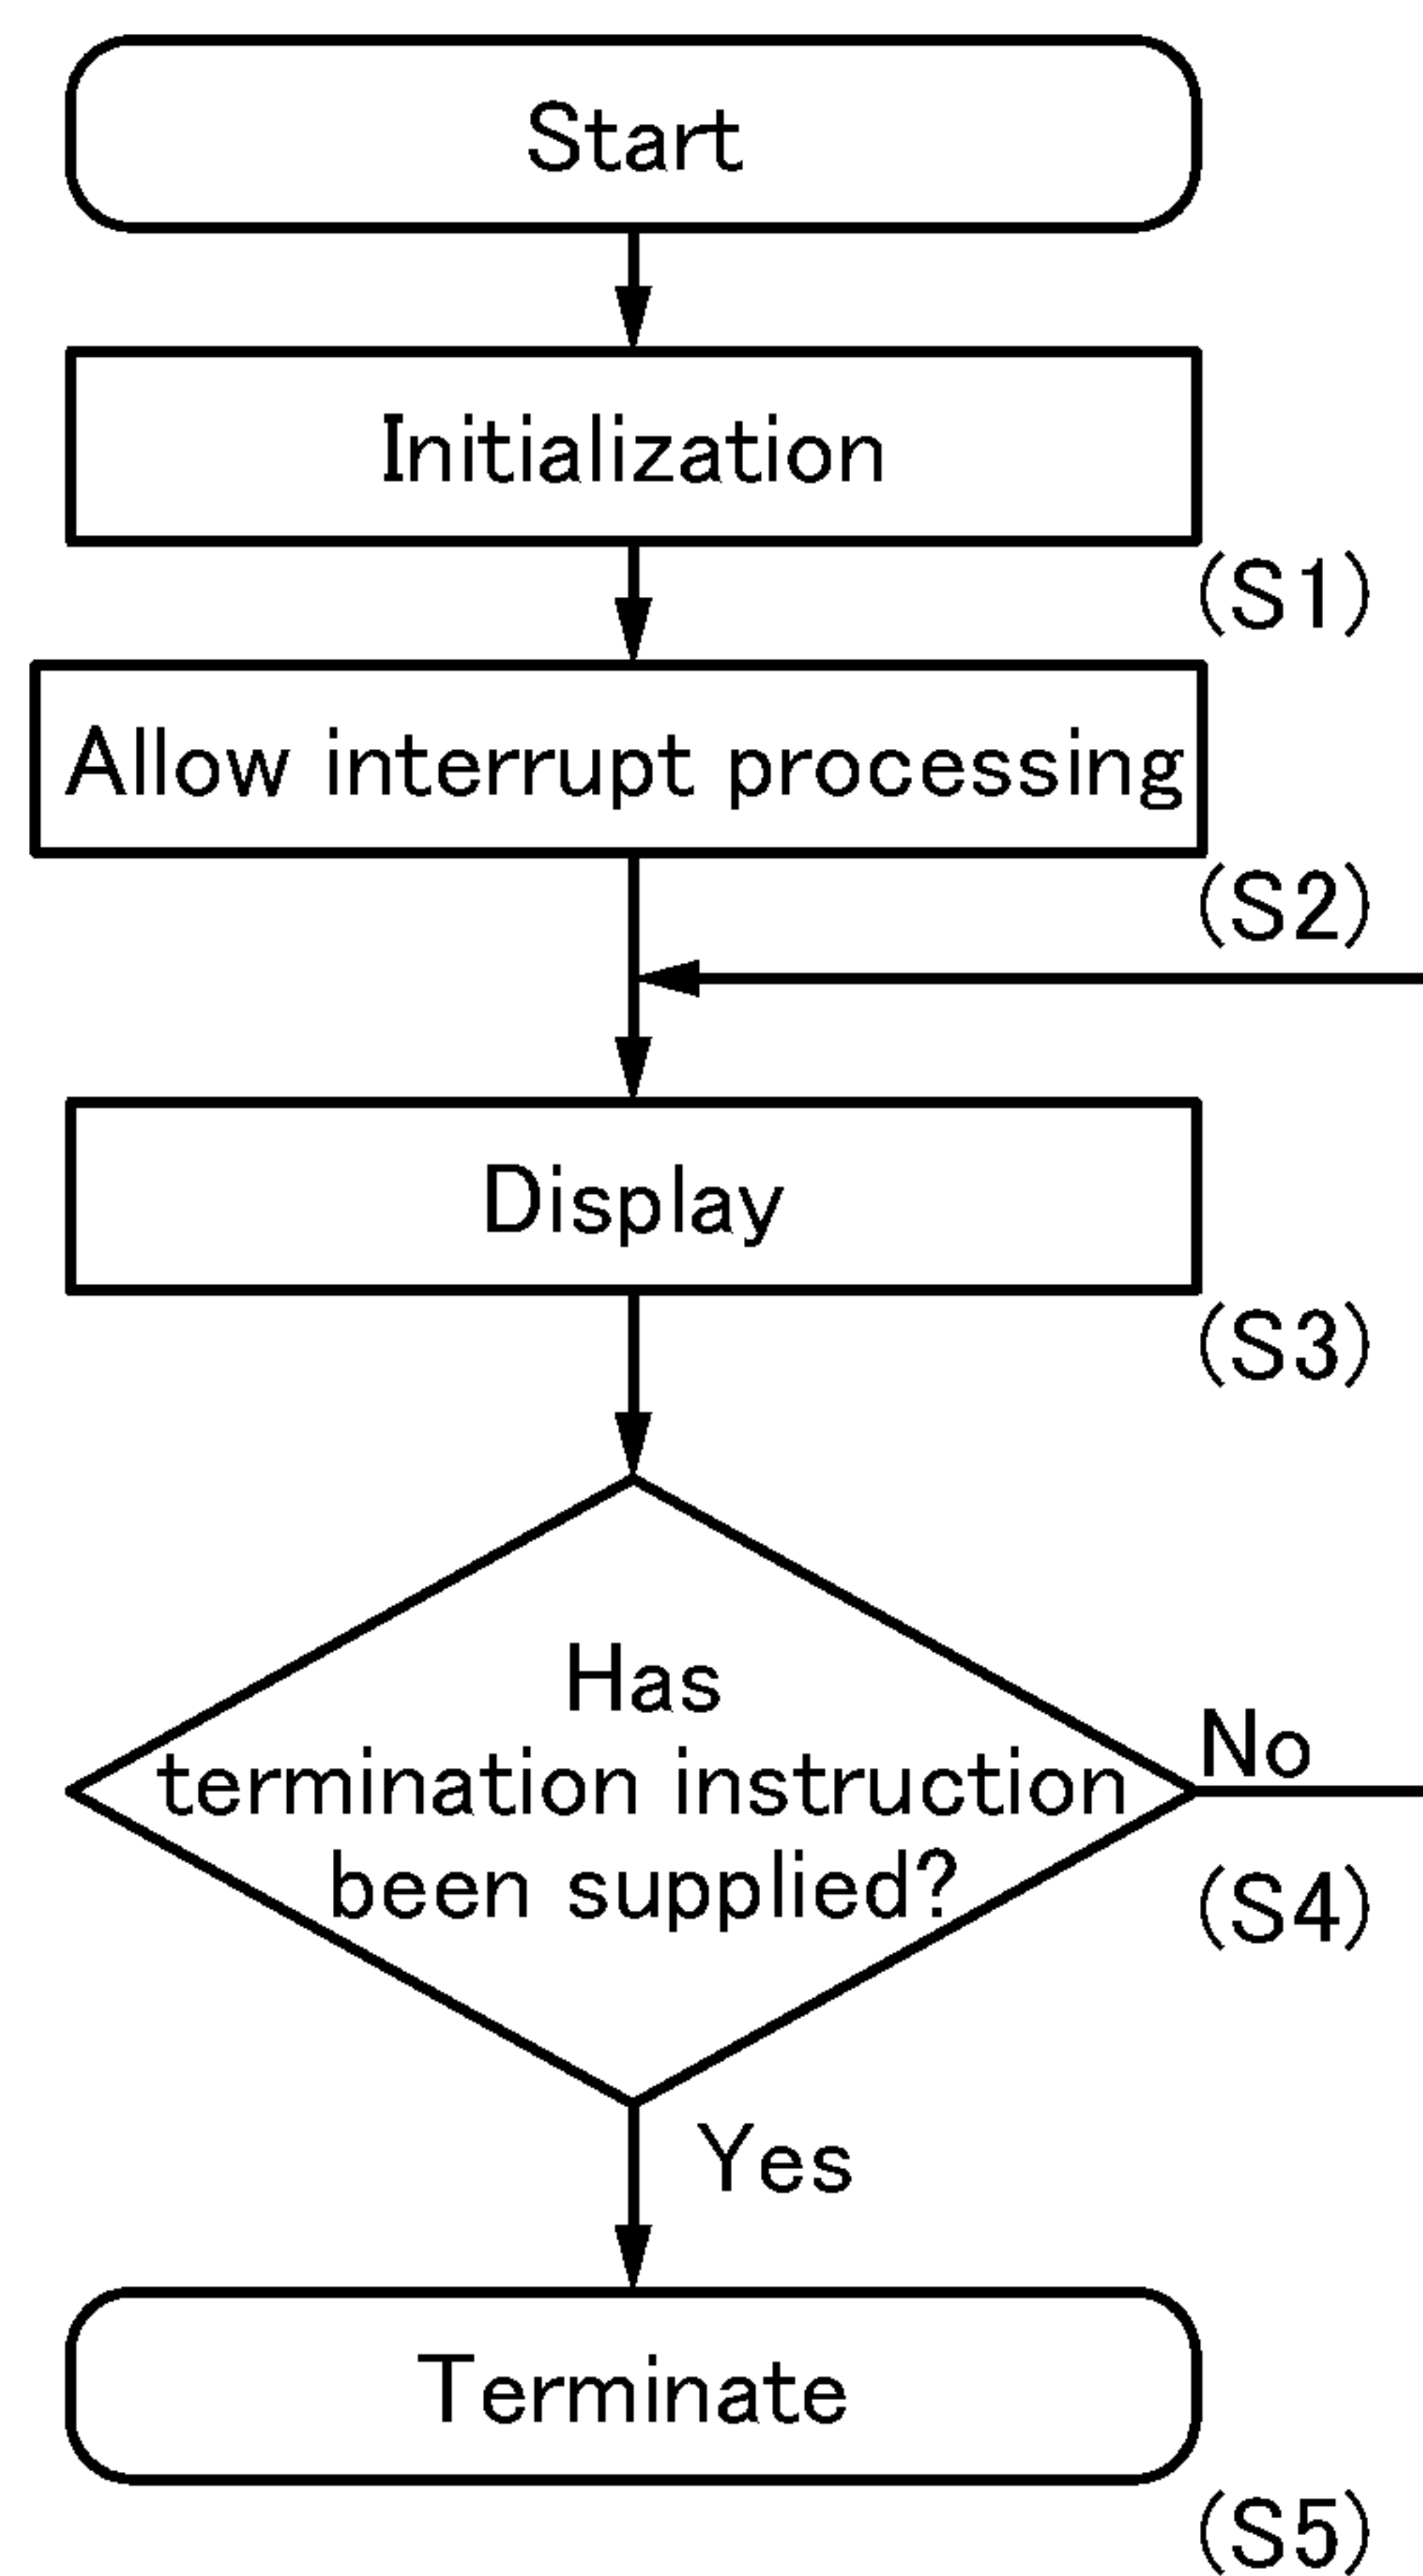 Start
Initialization
(S1)
Allow interrupt processing
(S2)
Display
(S3)
Has
termination instruction
been supplied?
No
(S4)
Yes
Terminate
(S5)